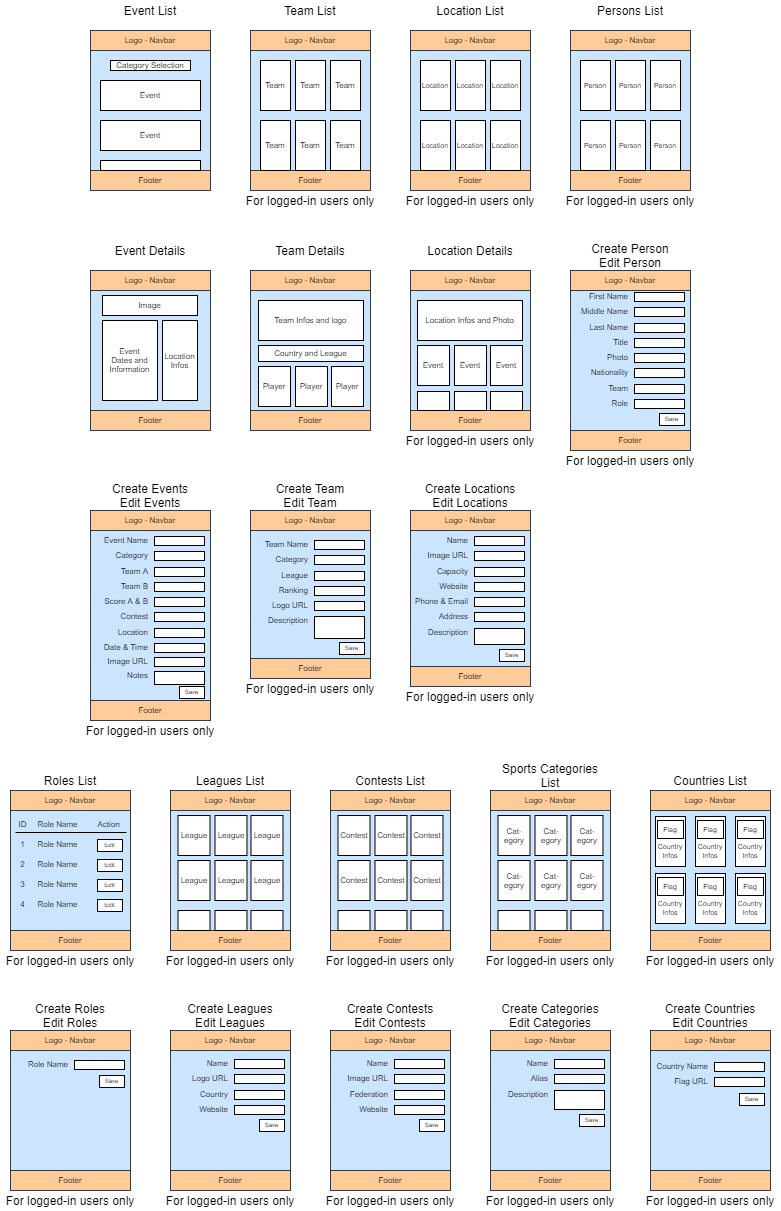 Event List
Logo - Navbar
Category Selection
Event
Event
Footer
Team List
Logo - Navbar
Team Team Team
Team Team Team
Footer
For logged-in users only
Location List
Logo - Navbar
Location Location Location
Location Location Location
Footer
For logged-in users only
Persons List
Logo - Navbar
Person Person Person
Person Person Person
Footer
For logged-in users only
Event Details
Logo - Navbar
Image
Event
Dates and
Information
Location
Infos
Footer
Team Details
Logo - Navbar
Team Infos and logo
Country and League
Player Player Player
Footer
Location Details
Logo - Navbar
Location Infos and Photo
Event Event Event
Footer
For logged-in users only
Create Person
Edit Person
Logo - Navbar
First Name
Middle Name
Last Name
Title
Photo
Nationality
Team
Role
Save
Footer
For logged-in users only
Create Events
Edit Events
Logo - Navbar
Event Name
Category
Team A
Team B
Score A & B
Contest
Location
Date & Time
Image URL
Notes
Save
Footer
For logged-in users only
Create Team
Edit Team
Logo - Navbar
Team Name
Category
League
Ranking
Logo URL
Description
Save
Footer
For logged-in users only
Create Locations
Edit Locations
Logo - Navbar
Name
Image URL
Capacity
Website
Phone & Email
Address
Description
Save
Footer
For logged-in users only
Roles List
Logo - Navbar
ID Role Name Action
1 Role Name Edit
2 Role Name Edit
3 Role Name Edit
4 Role Name Edit
Footer
For logged-in users only
Leagues List
Logo - Navbar
League League League
League League League
Footer
For logged-in users only
Contests List
Logo - Navbar
Contest Contest Contest
Contest Contest Contest
Footer
For logged-in users only
Sports Categories
List
Logo - Navbar
Cat- Cat- Cat-
egory egory egory
Cat- Cat- Cat-
egory egory egory
Footer
For logged-in users only
Countries List
Logo - Navbar
Flag Flag Flag
Country Country Country
Infos Infos Infos
Flag Flag Flag
Country Country Country
Infos Infos Infos
Footer
For logged-in users only
Create Roles
Edit Roles
Logo - Navbar
Role Name
Save
Footer
For logged-in users only
Create Leagues
Edit Leagues
Logo - Navbar
Name
Logo URL
Country
Website
Save
Footer
For logged-in users only
Create Contests
Edit Contests
Logo - Navbar
Name
Image URL
Federation
Website
Save
Footer
For logged-in users only
Create Categories
Edit Categories
Logo - Navbar
Name
Alias
Description
Save
Footer
For logged-in users only
Create Countries
Edit Countries
Logo - Navbar
Country Name
Flag URL
Save
Footer
For logged-in users only